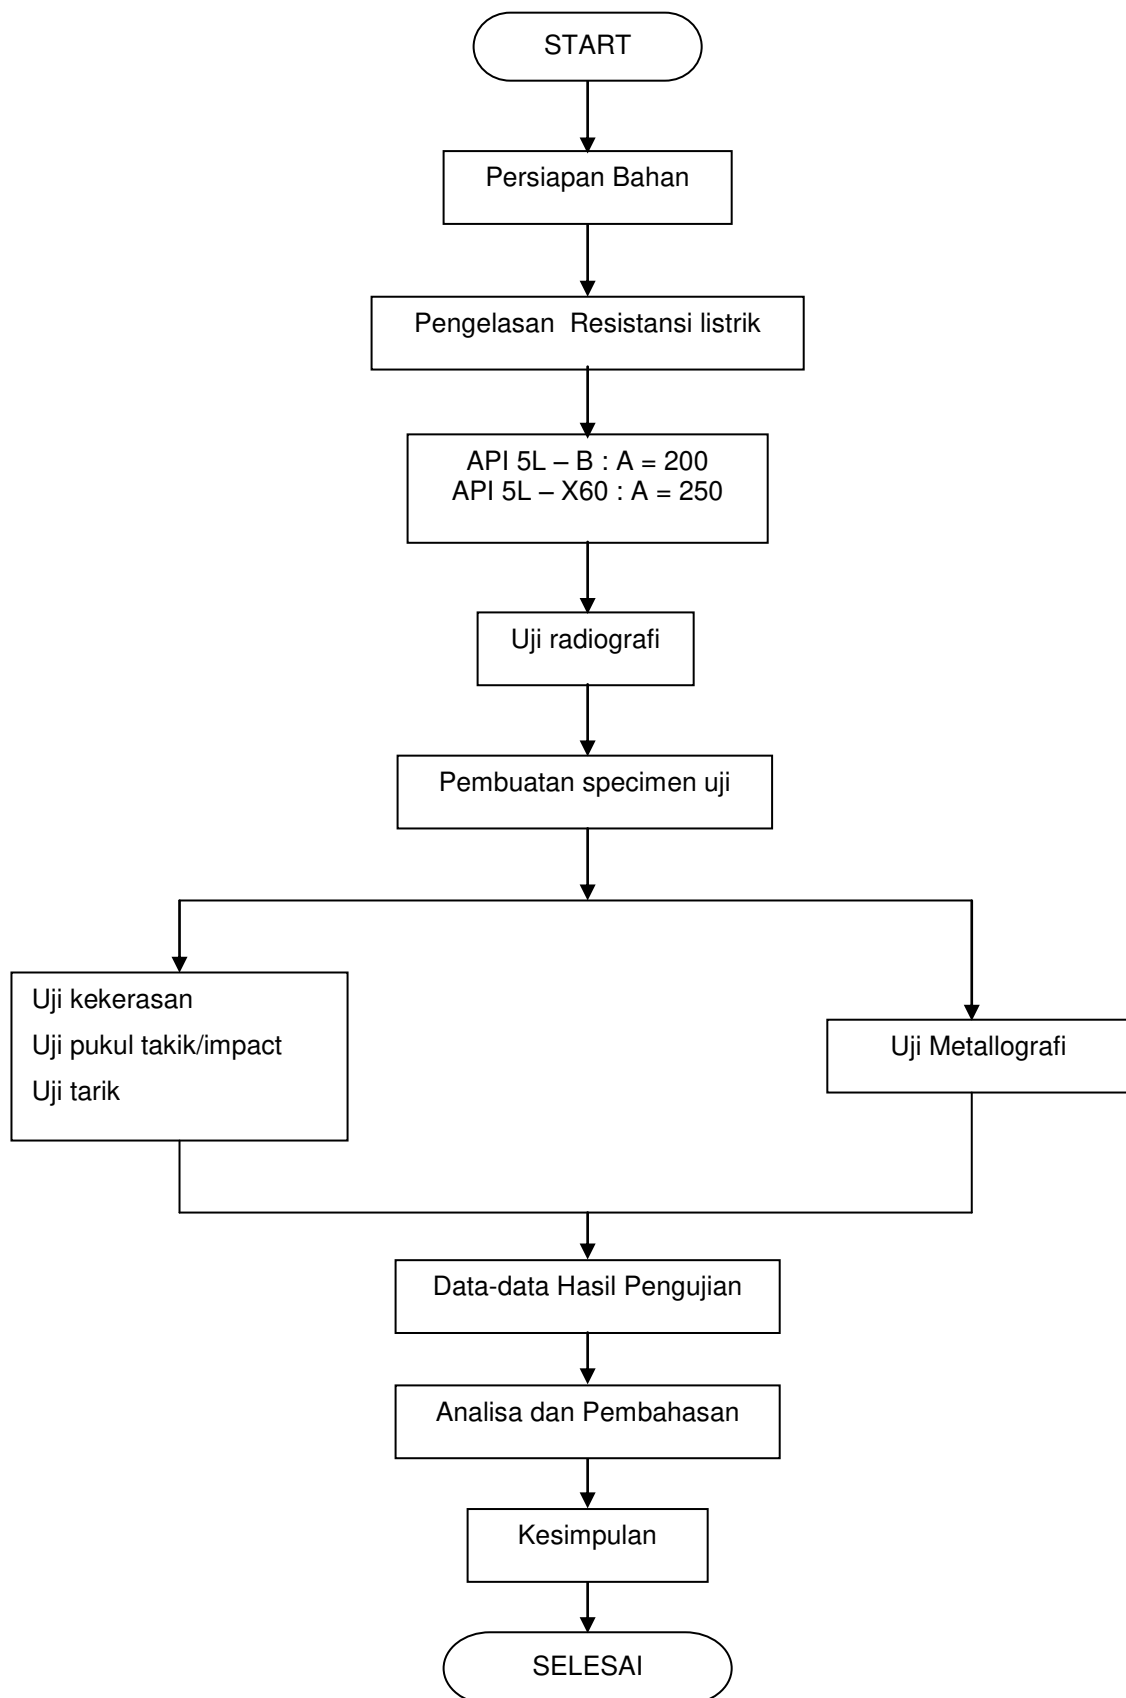 START
Persiapan Bahan
Pengelasan  Resistansi listrik
API 5L – B : A = 200
API 5L – X60 : A = 250
Uji radiografi
Pembuatan specimen uji
Uji kekerasan
Uji pukul takik/impact
Uji tarik
Uji Metallografi
Data-data Hasil Pengujian
Analisa dan Pembahasan
Kesimpulan
SELESAI